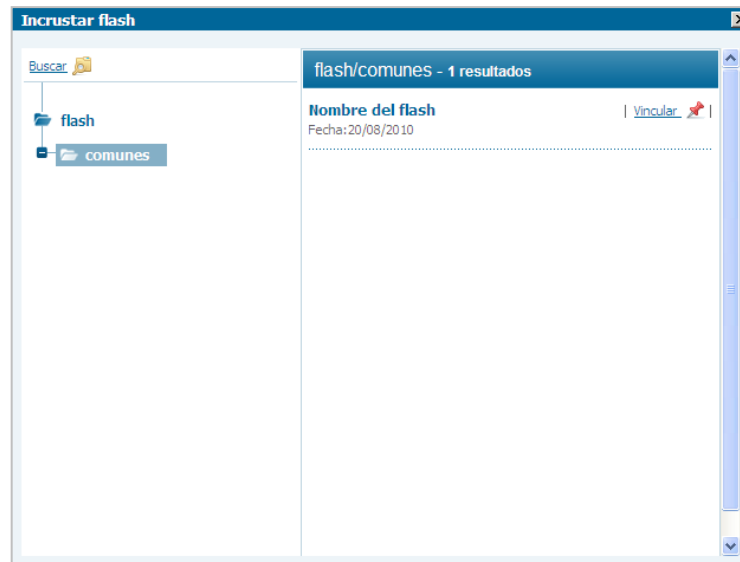 Incrustar flash
Buscar
flash
comunes
flash/comunes - 1 resultados
Nombre del flash
| Vincular |
Fecha:20/08/2010